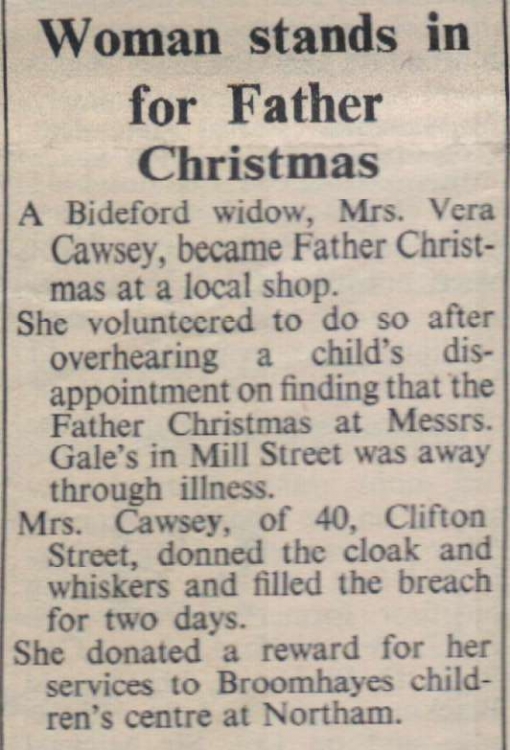 Woman stands in
for Father
Christmas
A Bideford widow, Mrs. Vera
Cawsey, became Father Christ-
mas at a local shop.
She volunteered to do so after
overhearing a child's dis-
appointment on finding that the
Father Christmas at Messrs.
Gale's in Mill Street was away
through illness.
Mrs. Cawsey, of 40, Clifton
Street, donned the cloak and
whiskers and filled the breach
for two days.
She donated a reward for her
services to Broomhayes child-
ren's centre at Northam.